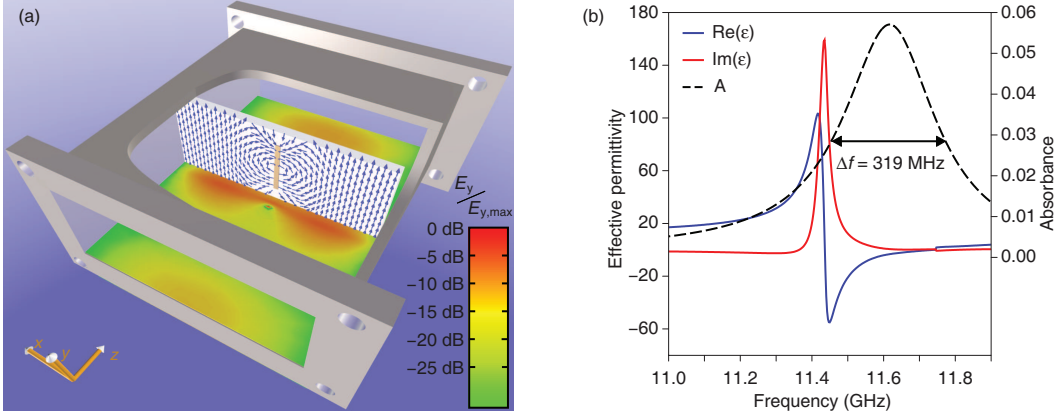 (a)
E_y / E_y,max
0 dB
−5 dB
−10 dB
−15 dB
−20 dB
−25 dB
x y z
(b)
180
140
100
60
20
−20
−60
Effective permittivity
Re(ε)
Im(ε)
A
Δf = 319 MHz
0.06
0.05
0.04
0.03
0.02
0.01
0.00
Absorbance
11.0 11.2 11.4 11.6 11.8
Frequency (GHz)